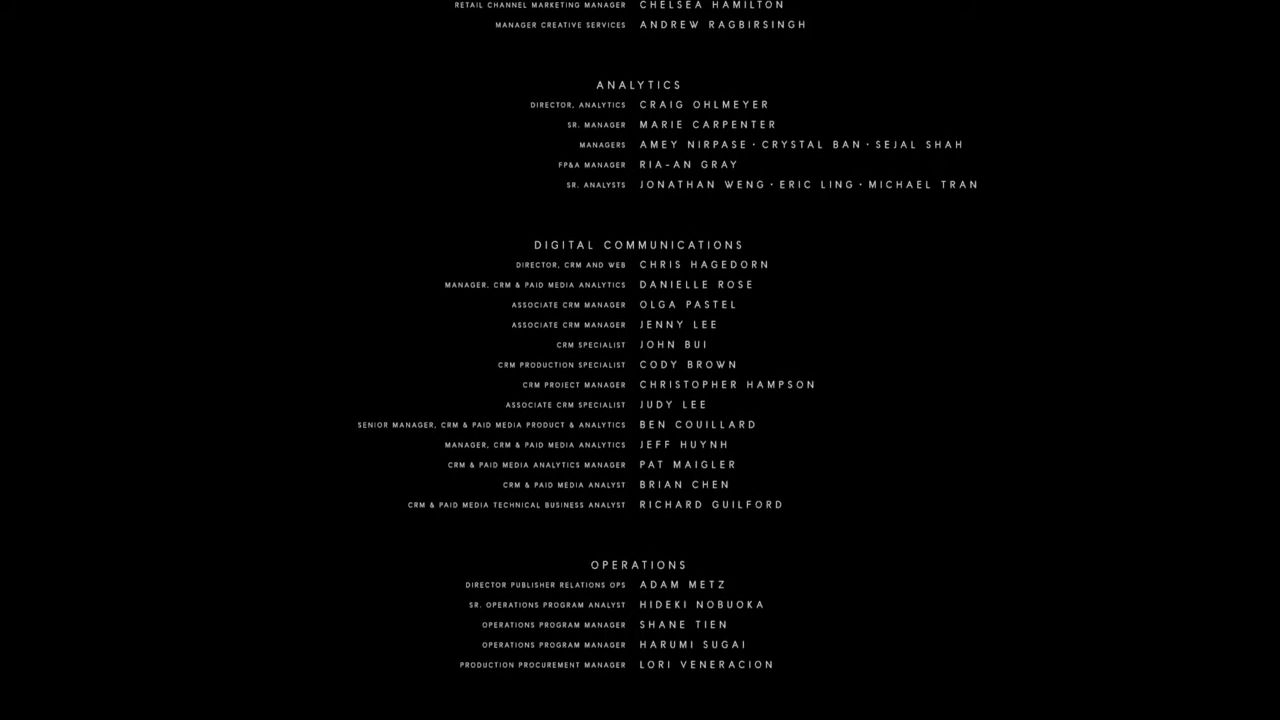 RETAIL CHANNEL MARKETING MANAGER CHELSEA HAMILTON
MANAGER CREATIVE SERVICES ANDREW RAGBIRSINGH
ANALYTICS
DIRECTOR, ANALYTICS CRAIG OHLMEYER
SR. MANAGER MARIE CARPENTER
MANAGERS AMEY NIRPASE · CRYSTAL BAN · SEJAL SHAH
FP&A MANAGER RIA-AN GRAY
SR. ANALYSTS JONATHAN WENG · ERIC LING · MICHAEL TRAN
DIGITAL COMMUNICATIONS
DIRECTOR, CRM AND WEB CHRIS HAGEDORN
MANAGER, CRM & PAID MEDIA ANALYTICS DANIELLE ROSE
ASSOCIATE CRM MANAGER OLGA PASTEL
ASSOCIATE CRM MANAGER JENNY LEE
CRM SPECIALIST JOHN BUI
CRM PRODUCTION SPECIALIST CODY BROWN
CRM PROJECT MANAGER CHRISTOPHER HAMPSON
ASSOCIATE CRM SPECIALIST JUDY LEE
SENIOR MANAGER, CRM & PAID MEDIA PRODUCT & ANALYTICS BEN COUILLARD
MANAGER, CRM & PAID MEDIA ANALYTICS JEFF HUYNH
CRM & PAID MEDIA ANALYTICS MANAGER PAT MAIGLER
CRM & PAID MEDIA ANALYST BRIAN CHEN
CRM & PAID MEDIA TECHNICAL BUSINESS ANALYST RICHARD GUILFORD
OPERATIONS
DIRECTOR PUBLISHER RELATIONS OPS ADAM METZ
SR. OPERATIONS PROGRAM ANALYST HIDEKI NOBUOKA
OPERATIONS PROGRAM MANAGER SHANE TIEN
OPERATIONS PROGRAM MANAGER HARUMI SUGAI
PRODUCTION PROCUREMENT MANAGER LORI VENERACION